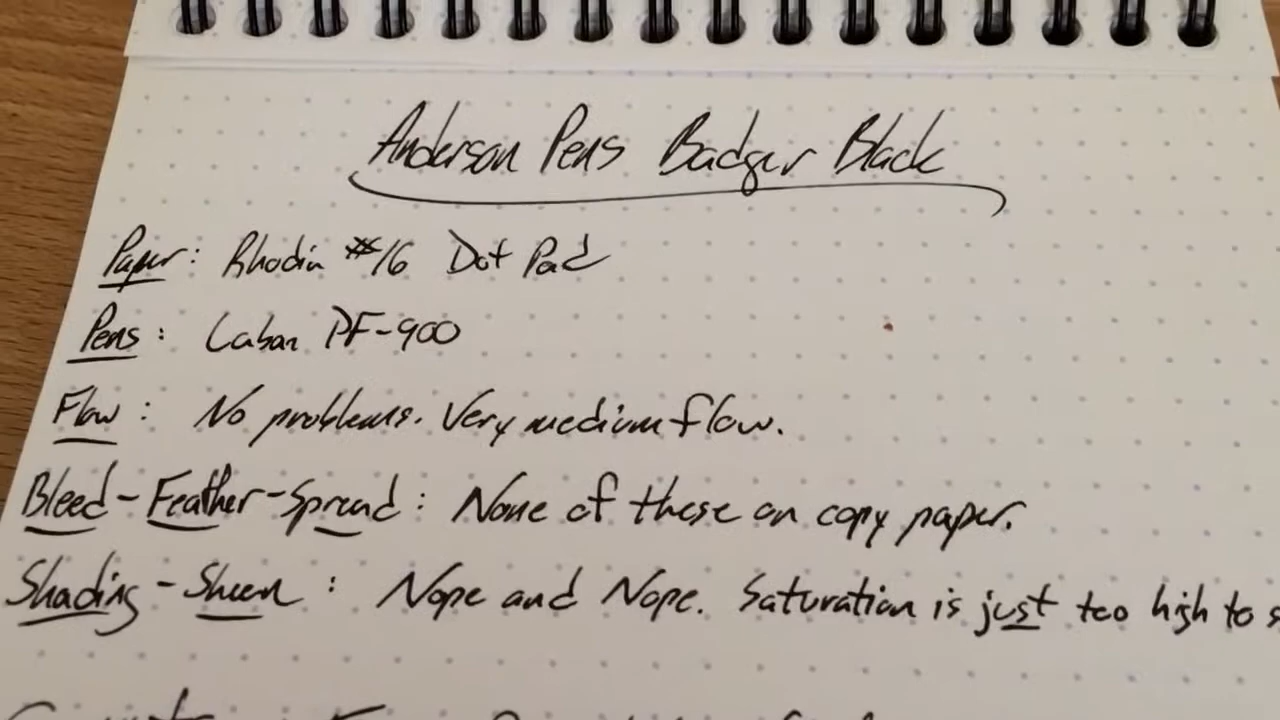 Anderson Pens Badger Black
Paper: Rhodia #16 Dot Pad
Pens: Laban PF-900
Flow: No problems. Very medium flow.
Bleed-Feather-Spread: None of these on copy paper.
Shading-Sheen: Nope and Nope. Saturation is just too high to